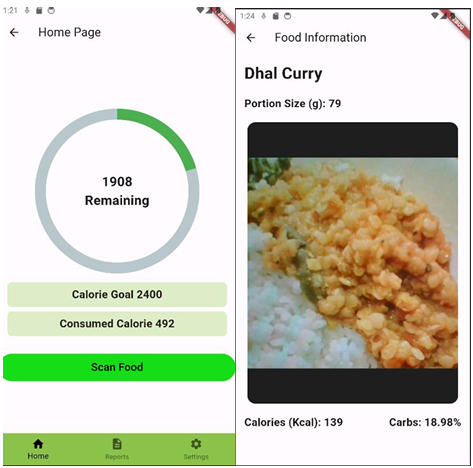 1:21
Home Page
1908
Remaining
Calorie Goal 2400
Consumed Calorie 492
Scan Food
Home
Reports
Settings
1:24
Food Information
Dhal Curry
Portion Size (g): 79
Calories (Kcal): 139
Carbs: 18.98%